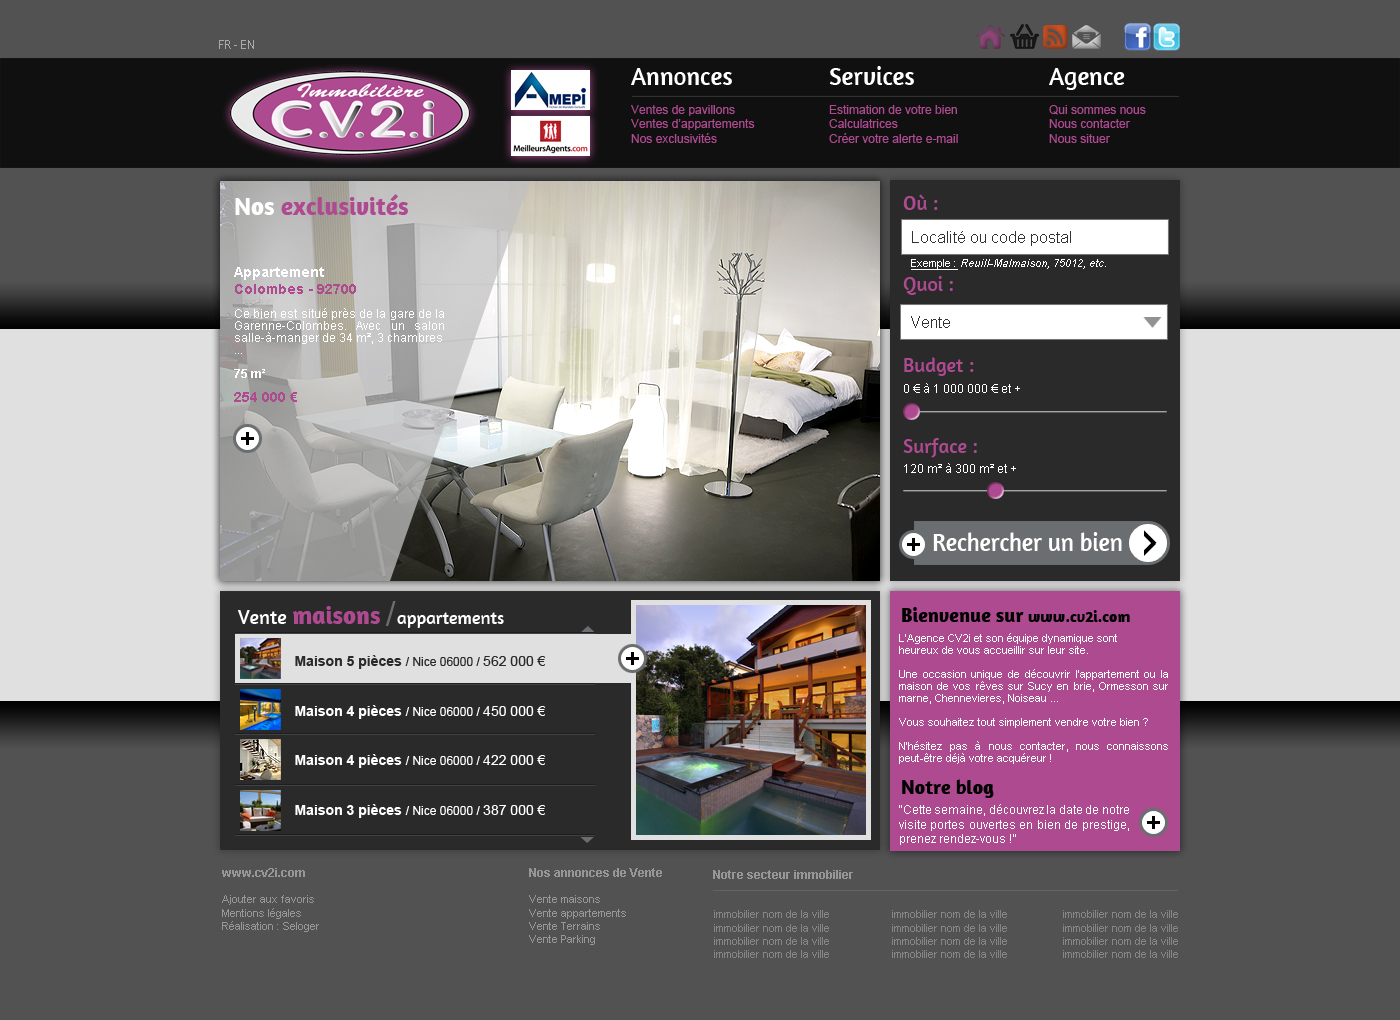 FR - EN
Immobilière
C.V.2.i
AMEPI
MeilleursAgents.com
Annonces
Ventes de pavillons
Ventes d'appartements
Nos exclusivités
Services
Estimation de votre bien
Calculatrices
Créer votre alerte e-mail
Agence
Qui sommes nous
Nous contacter
Nous situer
Nos exclusivités
Appartement
Colombes - 92700
Ce bien est situé près de la gare de la
Garenne-Colombes. Avec un salon
salle-à-manger de 34 m², 3 chambres
...
75 m²
254 000 €
Où :
Localité ou code postal
Exemple : Reuill-Malmaison, 75012, etc.
Quoi :
Vente
Budget :
0 € à 1 000 000 € et +
Surface :
120 m² à 300 m² et +
Rechercher un bien
Vente maisons / appartements
Maison 5 pièces / Nice 06000 / 562 000 €
Maison 4 pièces / Nice 06000 / 450 000 €
Maison 4 pièces / Nice 06000 / 422 000 €
Maison 3 pièces / Nice 06000 / 387 000 €
Bienvenue sur www.cv2i.com
L'Agence CV2i et son équipe dynamique sont
heureux de vous accueillir sur leur site.
Une occasion unique de découvrir l'appartement ou la
maison de vos rêves sur Sucy en brie, Ormesson sur
marne, Chennevieres, Noiseau ...
Vous souhaitez tout simplement vendre votre bien ?
N'hésitez pas à nous contacter, nous connaissons
peut-être déjà votre acquéreur !
Notre blog
"Cette semaine, découvrez la date de notre
visite portes ouvertes en bien de prestige,
prenez rendez-vous !"
www.cv2i.com
Ajouter aux favoris
Mentions légales
Réalisation : Seloger
Nos annonces de Vente
Vente maisons
Vente appartements
Vente Terrains
Vente Parking
Notre secteur immobilier
immobilier nom de la ville
immobilier nom de la ville
immobilier nom de la ville
immobilier nom de la ville
immobilier nom de la ville
immobilier nom de la ville
immobilier nom de la ville
immobilier nom de la ville
immobilier nom de la ville
immobilier nom de la ville
immobilier nom de la ville
immobilier nom de la ville